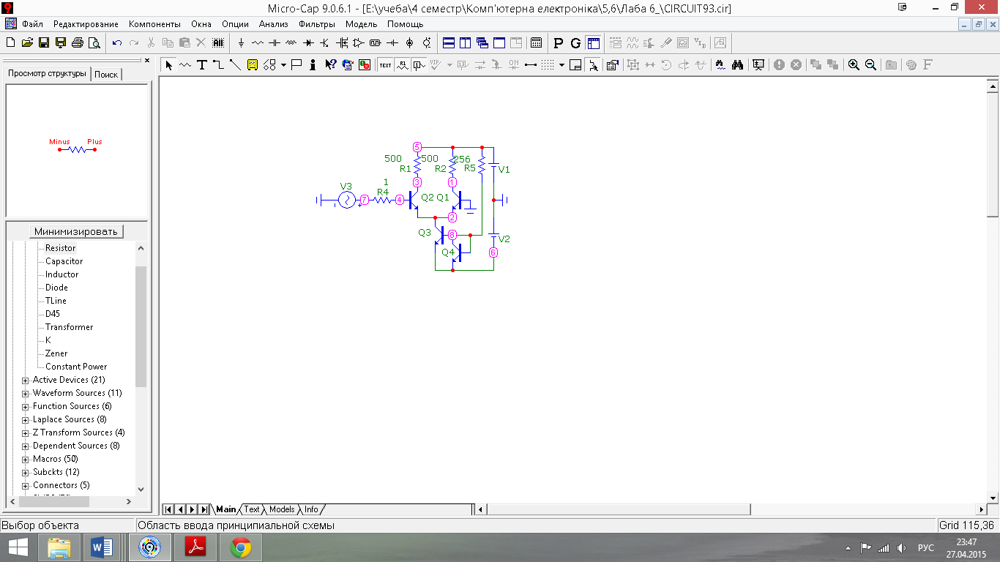 Micro-Cap 9.0.6.1 - [E:\учеба\4 семестр\Комп'ютерна електроніка\5,6\Лаба 6_\CIRCUIT93.cir]
Файл Редактирование Компоненты Окна Опции Анализ Фильтры Модель Помощь
Просмотр структуры Поиск
Minus Plus
Минимизировать
Resistor
Capacitor
Inductor
Diode
TLine
D45
Transformer
K
Zener
Constant Power
Active Devices (21)
Waveform Sources (11)
Function Sources (6)
Laplace Sources (8)
Z Transform Sources (4)
Dependent Sources (8)
Macros (50)
Subckts (12)
Connectors (5)
5
500 500 256
R1 R2 R5 V1
3 1
V3 1
R4
7 4 Q2 Q1
2
Q3 8 V2
Q4 6
Main Text Models Info
Выбор объекта Область ввода принципиальной схемы Grid 115,36
РУС 23:47
27.04.2015